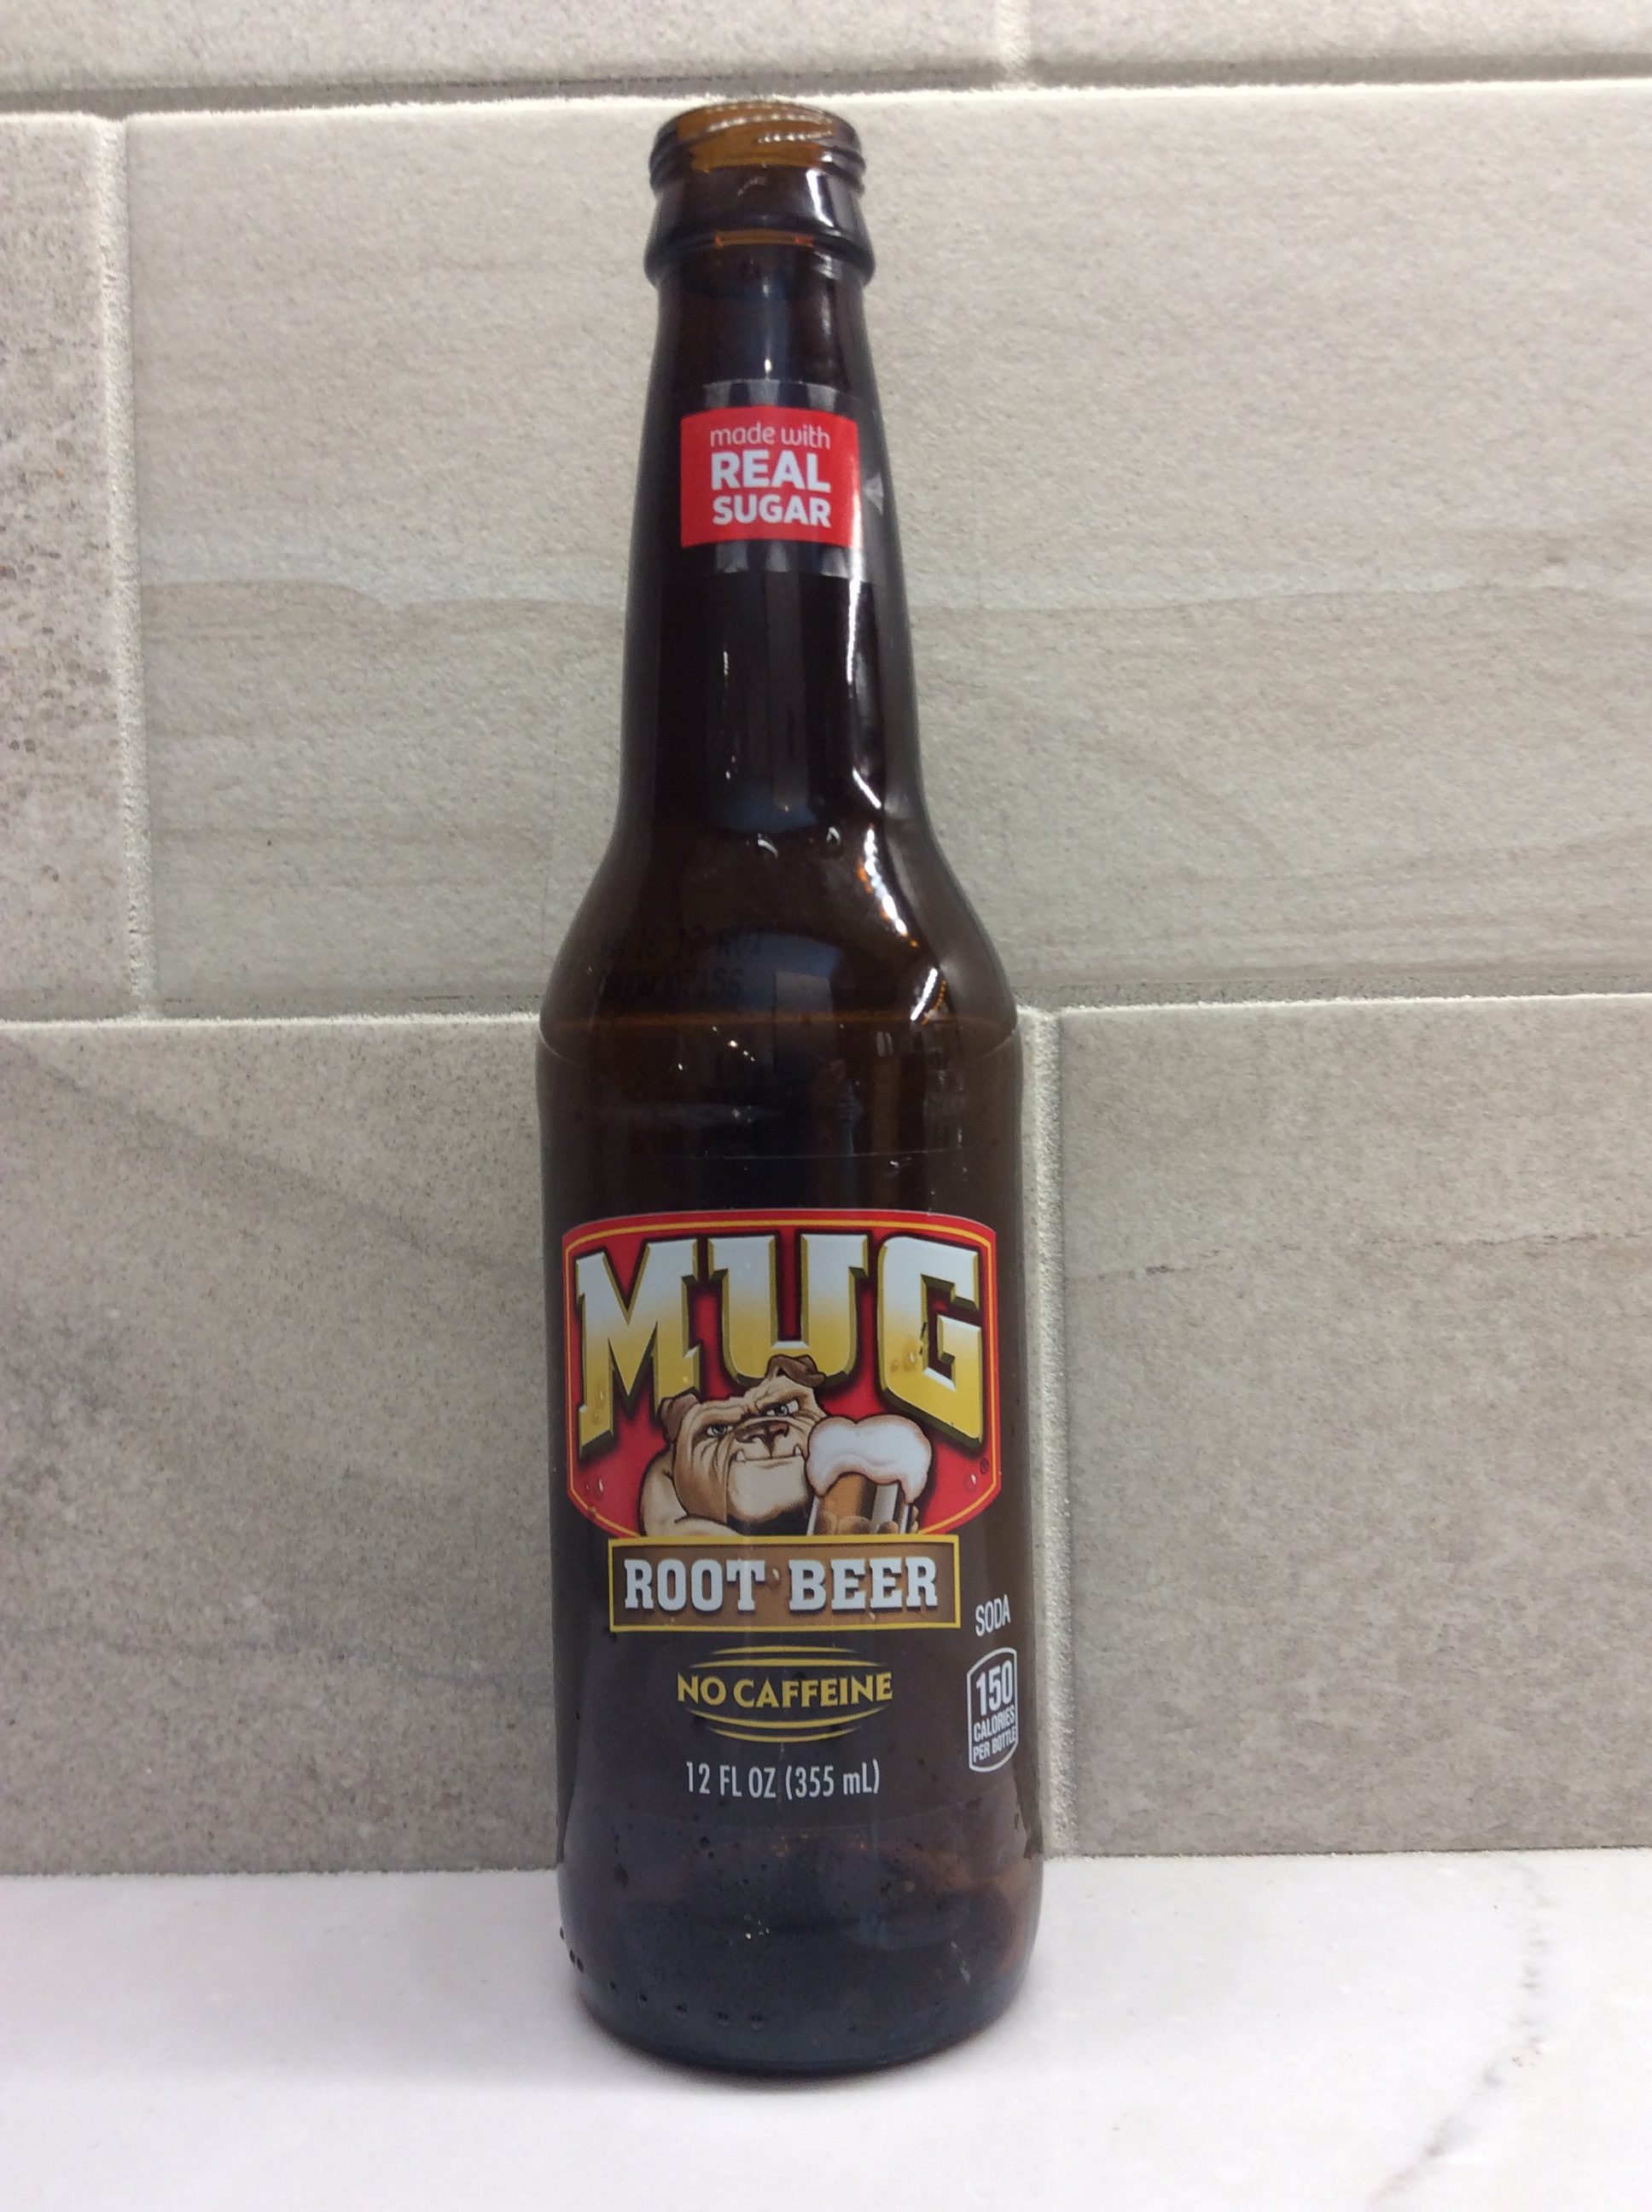 made with
REAL
SUGAR
MUG
®
ROOT BEER
SODA
NO CAFFEINE
150
CALORIES
PER BOTTLE
12 FL OZ (355 mL)